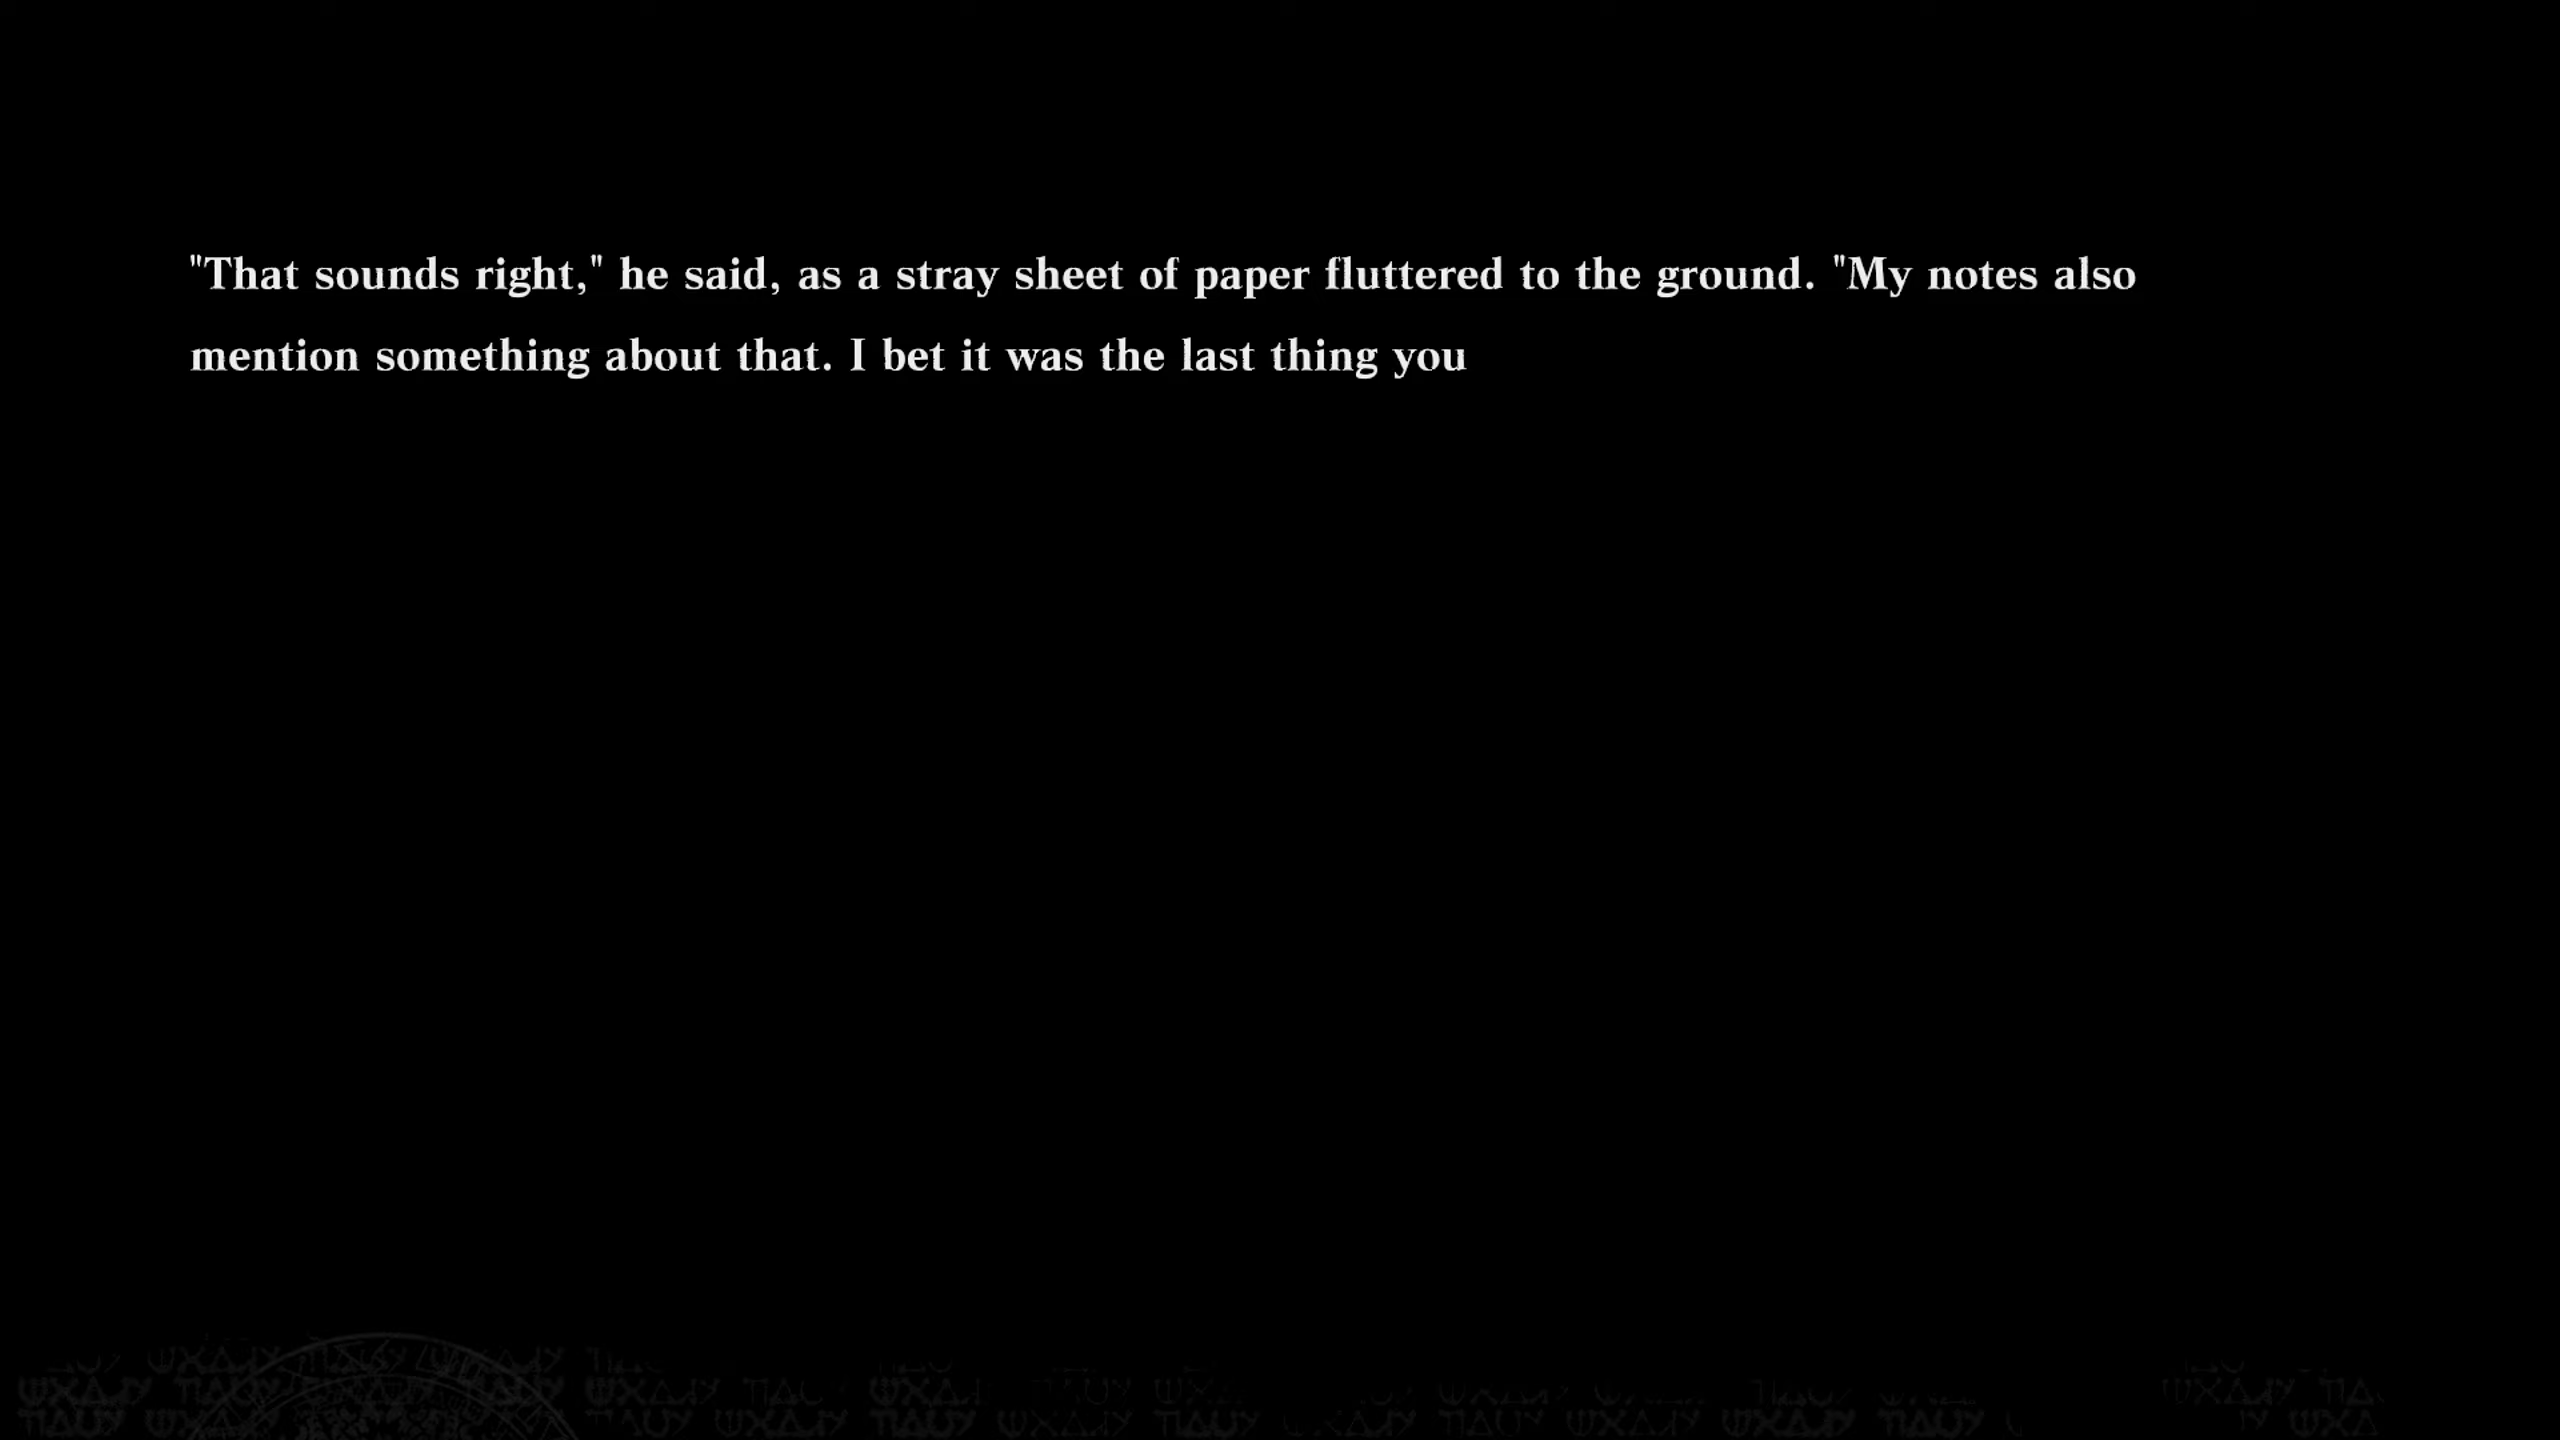 "That sounds right," he said, as a stray sheet of paper fluttered to the ground. "My notes also
mention something about that. I bet it was the last thing you